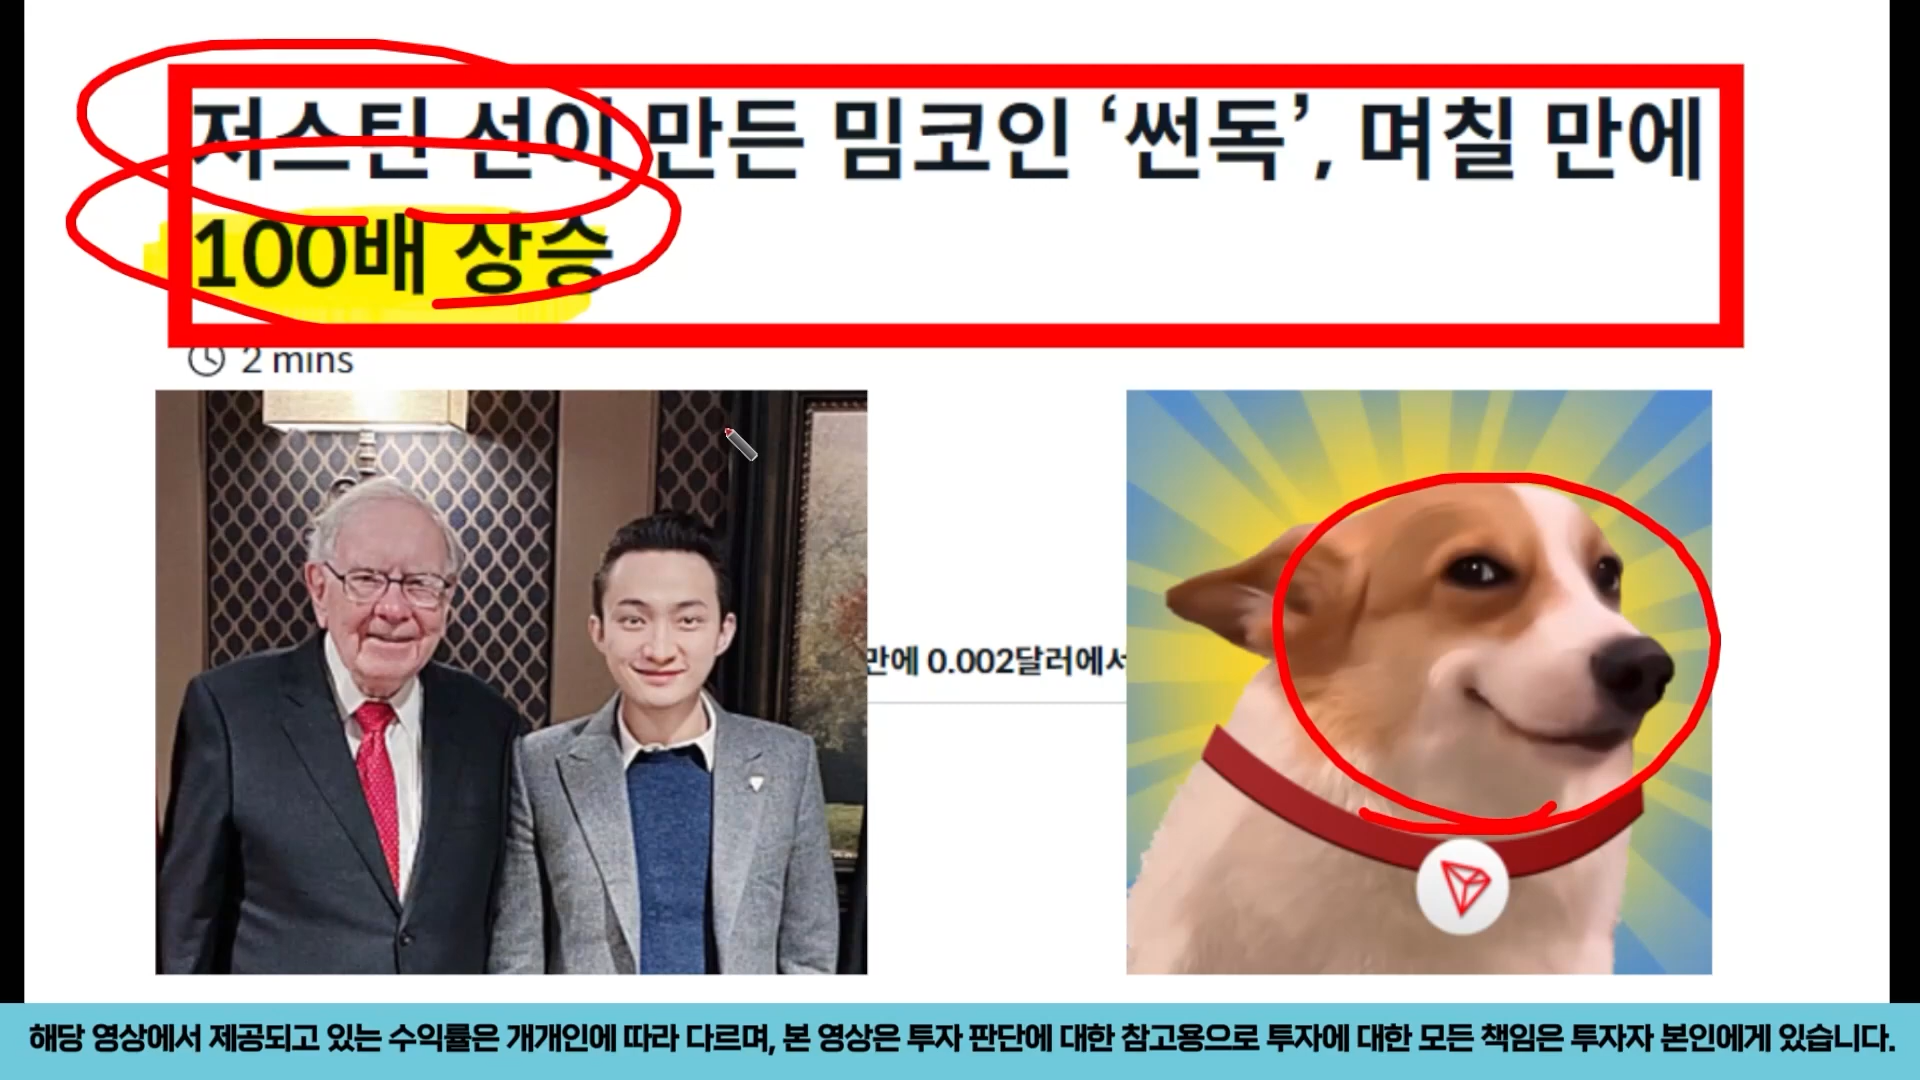 저스틴 선이 만든 밈코인 ‘썬독’, 며칠 만에
100배 상승
2 mins
만에 0.002달러에서
해당 영상에서 제공되고 있는 수익률은 개개인에 따라 다르며, 본 영상은 투자 판단에 대한 참고용으로 투자에 대한 모든 책임은 투자자 본인에게 있습니다.